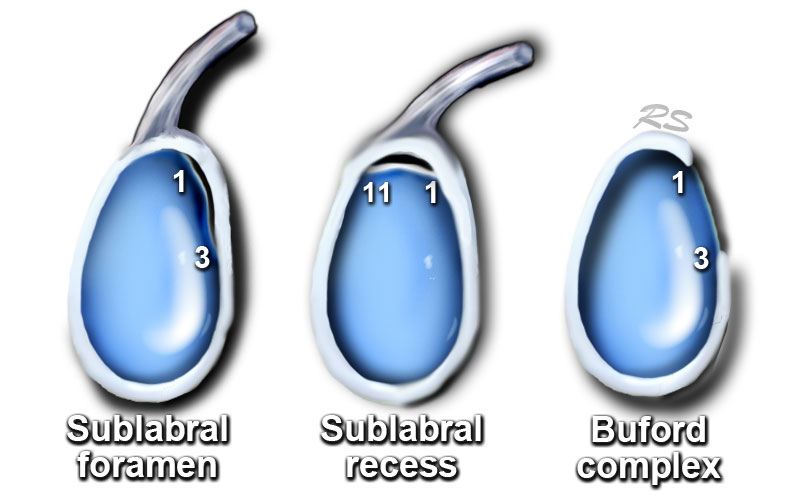 RS
1
3
11 1
1
3
Sublabral
foramen
Sublabral
recess
Buford
complex